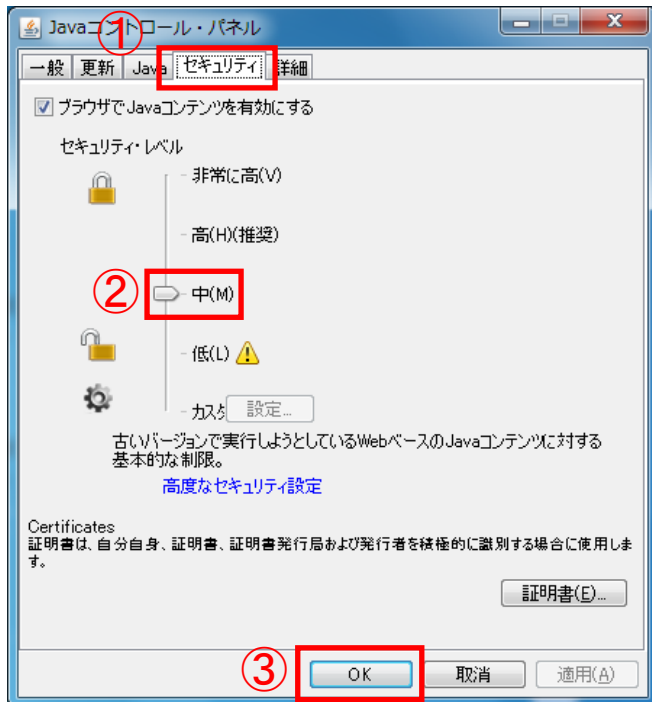 Javaコントロール・パネル
①
一般 更新 Java セキュリティ 詳細
ブラウザでJavaコンテンツを有効にする
セキュリティ・レベル
非常に高(V)
高(H)(推奨)
②
中(M)
低(L)
カスタ 設定...
古いバージョンで実行しようとしているWebベースのJavaコンテンツに対する
基本的な制限。
高度なセキュリティ設定
Certificates
証明書は、自分自身、証明書、証明書発行局および発行者を積極的に識別する場合に使用しま
す。
証明書(E)...
③
OK 取消 適用(A)